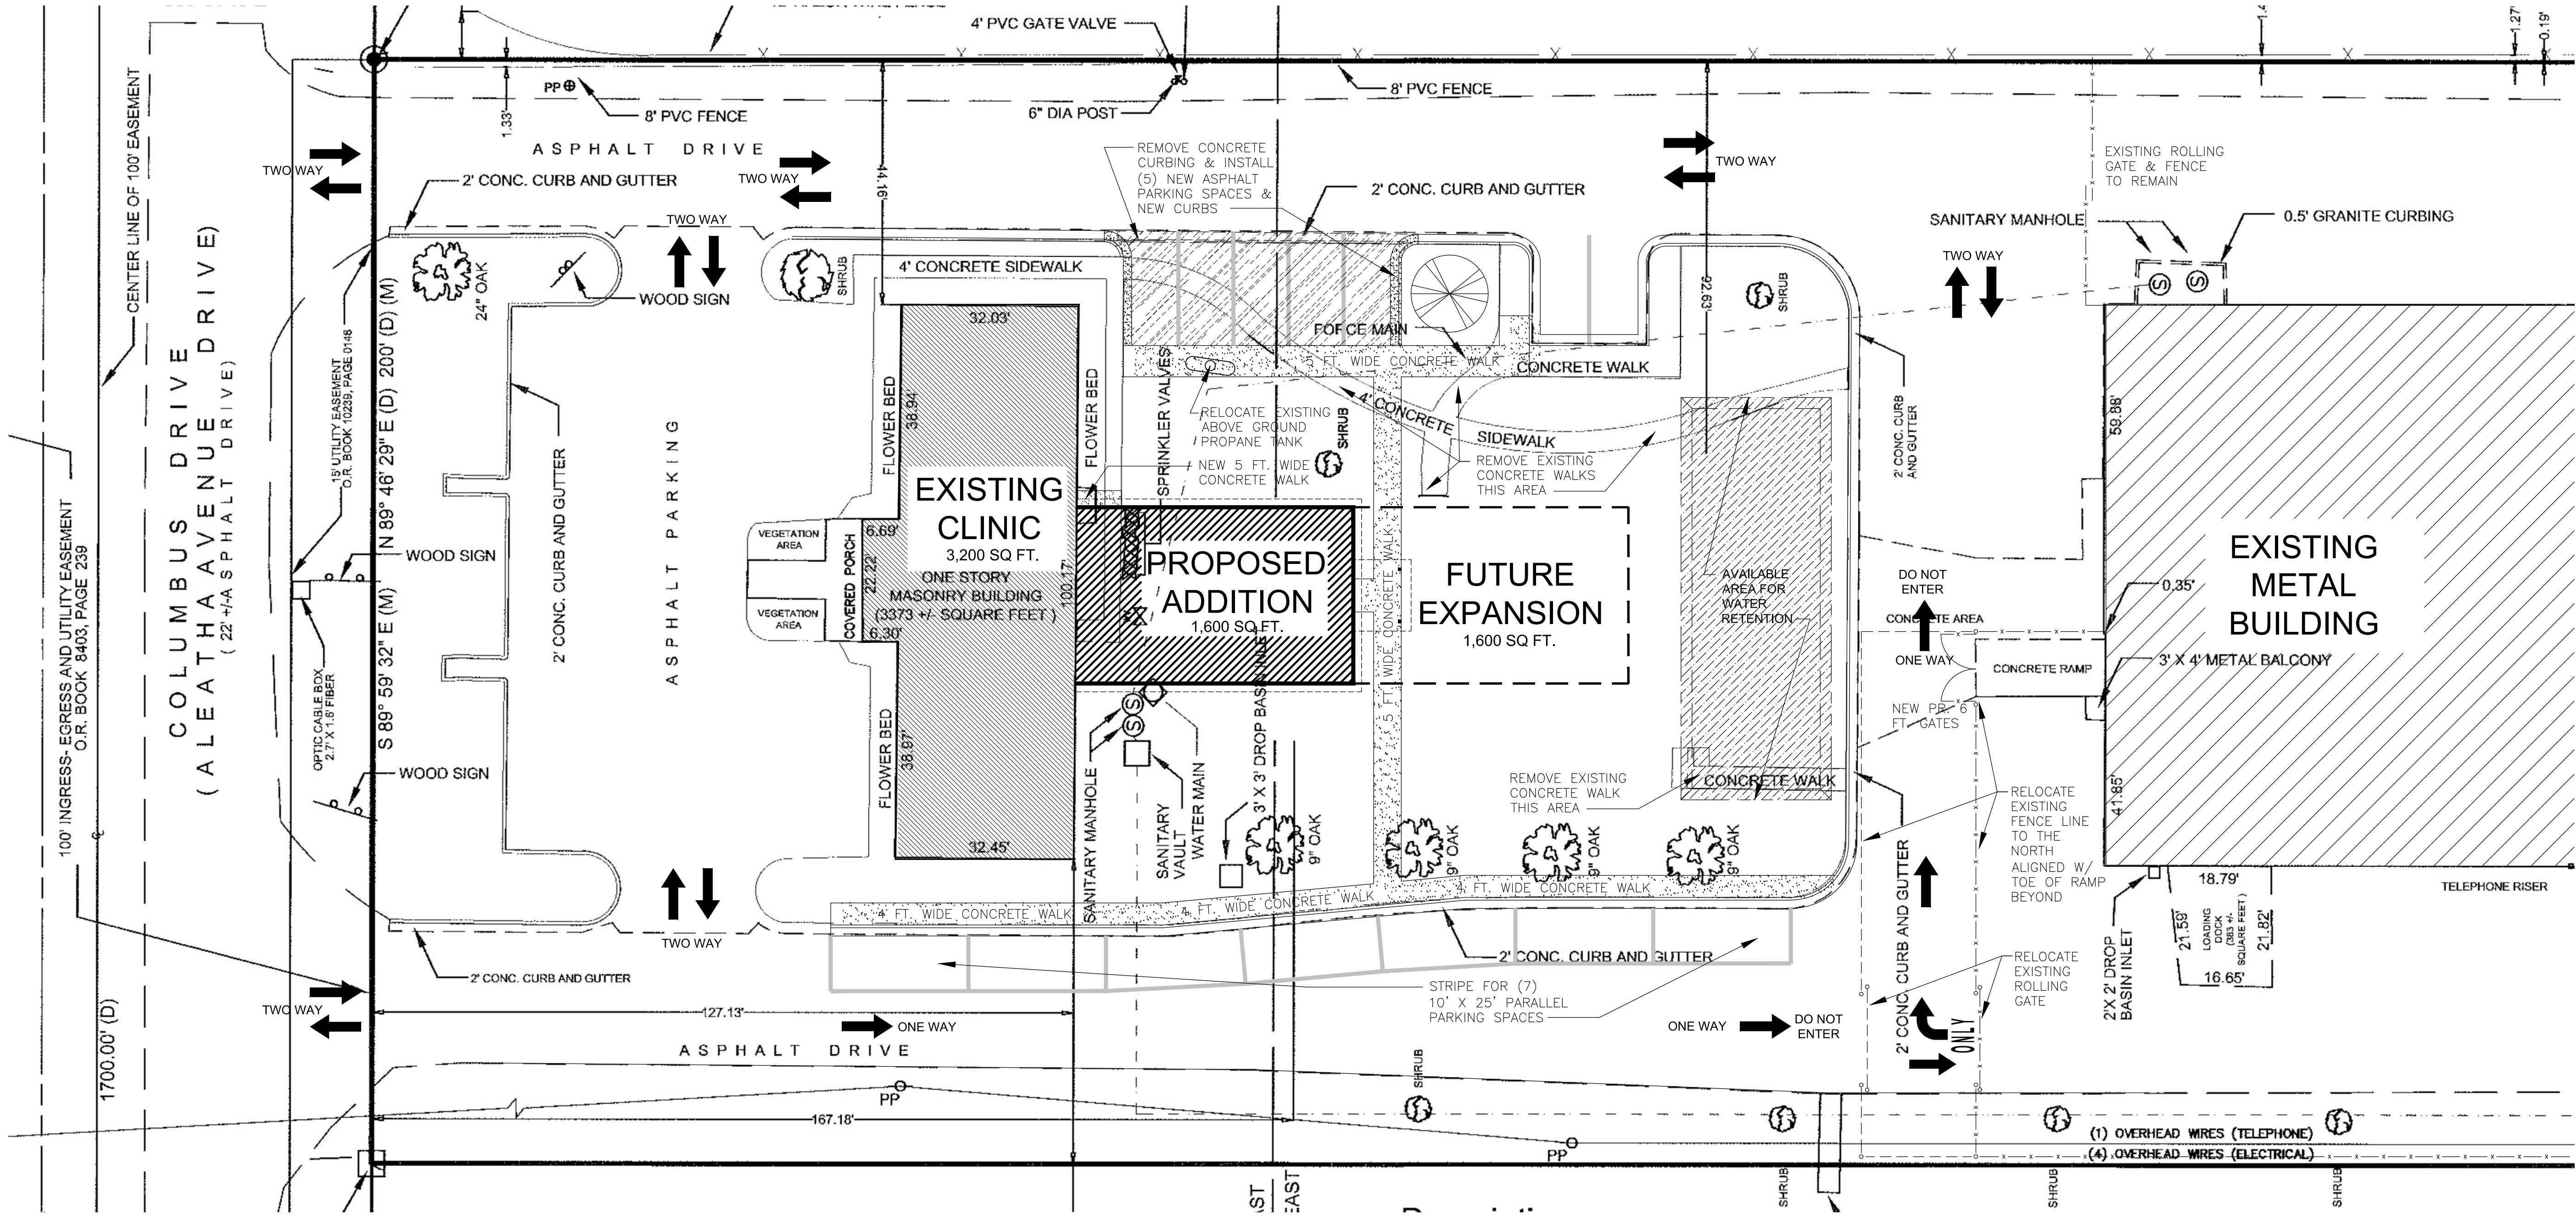 4' PVC GATE VALVE
1.27'
0.19'
CENTER LINE OF 100' EASEMENT
PP
8' PVC FENCE
8' PVC FENCE
6" DIA POST
1.33'
ASPHALT DRIVE
TWO WAY
TWO WAY
TWO WAY
2' CONC. CURB AND GUTTER
44.16'
REMOVE CONCRETE
CURBING & INSTALL
(5) NEW ASPHALT
PARKING SPACES &
NEW CURBS
2' CONC. CURB AND GUTTER
EXISTING ROLLING
GATE & FENCE
TO REMAIN
SANITARY MANHOLE
0.5' GRANITE CURBING
TWO WAY
TWO WAY
24" OAK
WOOD SIGN
SHRUB
4' CONCRETE SIDEWALK
92.63'
SHRUB
S
S
COLUMBUS DRIVE
(ALEATHA AVENUE DRIVE)
( 22' +/-ASPHALT DRIVE)
15' UTILITY EASEMENT
O.R. BOOK 10239, PAGE 0146
N 89° 46' 29" E (D) 200' (D) (M)
S 89° 59' 32" E (M)
32.03'
FORCE MAIN
5 FT. WIDE CONCRETE WALK
CONCRETE WALK
FLOWER BED
38.94'
FLOWER BED
SPRINKLER VALVES
RELOCATE EXISTING
ABOVE GROUND
PROPANE TANK
SHRUB
4' CONCRETE
SIDEWALK
NEW 5 FT. WIDE
CONCRETE WALK
REMOVE EXISTING
CONCRETE WALKS
THIS AREA
2' CONC. CURB
AND GUTTER
59.88'
100' INGRESS- EGRESS AND UTILITY EASEMENT
O.R. BOOK 8403, PAGE 239
WOOD SIGN
2' CONC. CURB AND GUTTER
ASPHALT PARKING
VEGETATION
AREA
VEGETATION
AREA
COVERED PORCH
6.69'
22.22'
6.30'
EXISTING
CLINIC
3,200 SQ FT.
ONE STORY
MASONRY BUILDING
(3373 +/- SQUARE FEET )
100.17'
PROPOSED
ADDITION
1,600 SQ FT.
5 FT. WIDE CONCRETE WALK
5 FT. WIDE CONCRETE WALK
FUTURE
EXPANSION
1,600 SQ FT.
AVAILABLE
AREA FOR
WATER
RETENTION
DO NOT
ENTER
CONCRETE AREA
ONE WAY
CONCRETE RAMP
0.35'
3' X 4' METAL BALCONY
EXISTING
METAL
BUILDING
NEW PR. 6
FT. GATES
OPTIC CABLE BOX
2.7' X 1.6' FIBER
WOOD SIGN
FLOWER BED
38.97'
32.45'
S
S
SANITARY MANHOLE
SANITARY
VAULT
WATER MAIN
3' X 3' DROP BASIN INLET
9" OAK
9" OAK
9" OAK
9" OAK
REMOVE EXISTING
CONCRETE WALK
THIS AREA
CONCRETE WALK
RELOCATE
EXISTING
FENCE LINE
TO THE
NORTH
ALIGNED W/
TOE OF RAMP
BEYOND
41.85'
2' CONC. CURB AND GUTTER
4 FT. WIDE CONCRETE WALK
4 FT. WIDE CONCRETE WALK
4 FT. WIDE CONCRETE WALK
TWO WAY
2' CONC. CURB AND GUTTER
2' CONC. CURB AND GUTTER
STRIPE FOR (7)
10' X 25' PARALLEL
PARKING SPACES
RELOCATE
EXISTING
ROLLING
GATE
2'X 2' DROP
BASIN INLET
18.79'
21.59'
LOADING
DOCK
(383 +/-
SQUARE FEET )
21.82'
16.65'
TELEPHONE RISER
TWO WAY
127.13'
ONE WAY
ONE WAY
DO NOT
ENTER
ONLY
1700.00' (D)
ASPHALT DRIVE
PP
167.18'
SHRUB
PP
(1) OVERHEAD WIRES (TELEPHONE)
(4) OVERHEAD WIRES (ELECTRICAL)
SHRUB
SHRUB
SHRUB
EAST